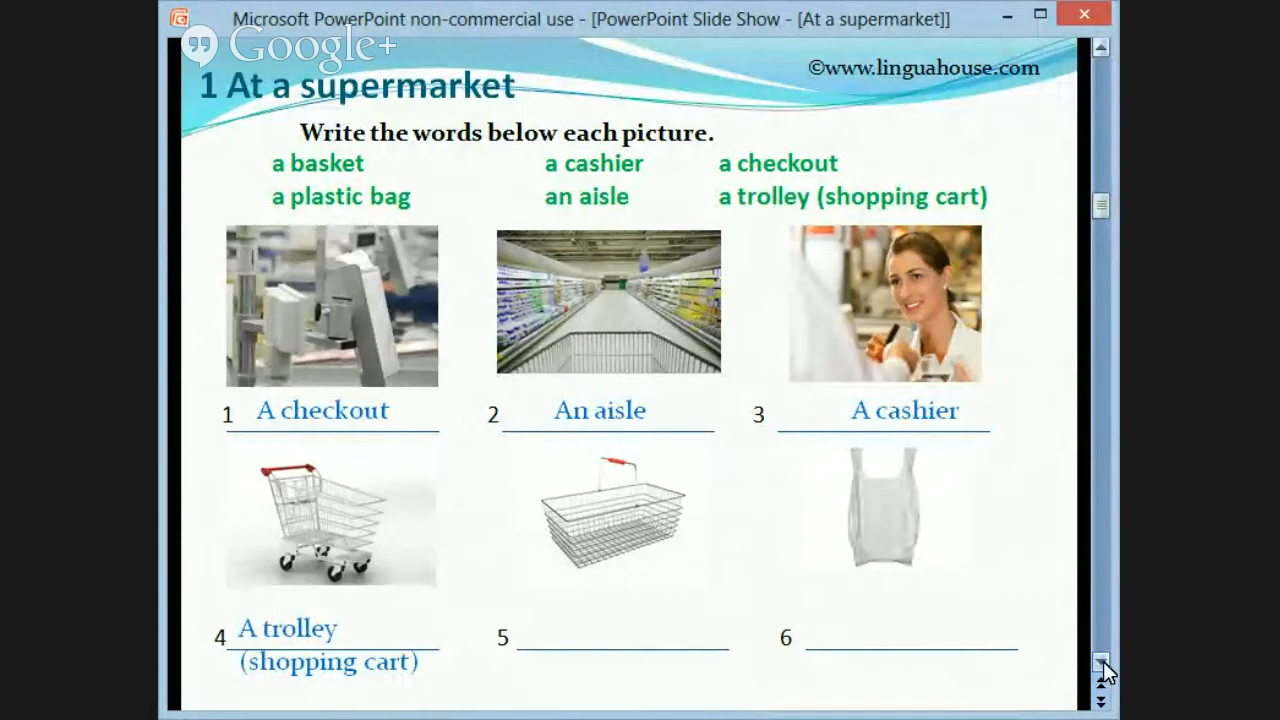 Microsoft PowerPoint non-commercial use - [PowerPoint Slide Show - [At a supermarket]]
Google+
©www.linguahouse.com
1 At a supermarket
Write the words below each picture.
a basket a cashier a checkout
a plastic bag an aisle a trolley (shopping cart)
1 A checkout 2 An aisle 3 A cashier
4 A trolley 5 6
(shopping cart)